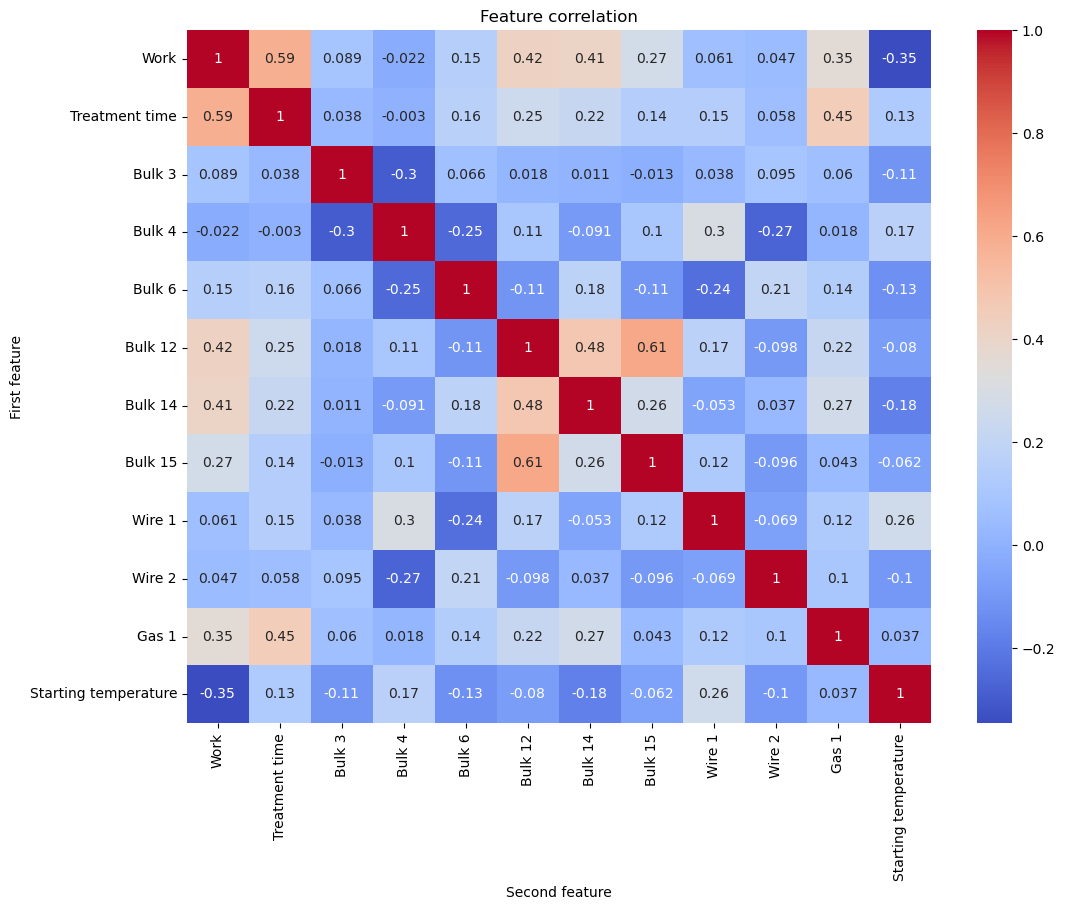 Feature correlation
Work 1 0.59 0.089 -0.022 0.15 0.42 0.41 0.27 0.061 0.047 0.35 -0.35
Treatment time 0.59 1 0.038 -0.003 0.16 0.25 0.22 0.14 0.15 0.058 0.45 0.13
Bulk 3 0.089 0.038 1 -0.3 0.066 0.018 0.011 -0.013 0.038 0.095 0.06 -0.11
Bulk 4 -0.022 -0.003 -0.3 1 -0.25 0.11 -0.091 0.1 0.3 -0.27 0.018 0.17
Bulk 6 0.15 0.16 0.066 -0.25 1 -0.11 0.18 -0.11 -0.24 0.21 0.14 -0.13
Bulk 12 0.42 0.25 0.018 0.11 -0.11 1 0.48 0.61 0.17 -0.098 0.22 -0.08
Bulk 14 0.41 0.22 0.011 -0.091 0.18 0.48 1 0.26 -0.053 0.037 0.27 -0.18
Bulk 15 0.27 0.14 -0.013 0.1 -0.11 0.61 0.26 1 0.12 -0.096 0.043 -0.062
Wire 1 0.061 0.15 0.038 0.3 -0.24 0.17 -0.053 0.12 1 -0.069 0.12 0.26
Wire 2 0.047 0.058 0.095 -0.27 0.21 -0.098 0.037 -0.096 -0.069 1 0.1 -0.1
Gas 1 0.35 0.45 0.06 0.018 0.14 0.22 0.27 0.043 0.12 0.1 1 0.037
Starting temperature -0.35 0.13 -0.11 0.17 -0.13 -0.08 -0.18 -0.062 0.26 -0.1 0.037 1
First feature
Work
Treatment time
Bulk 3
Bulk 4
Bulk 6
Bulk 12
Bulk 14
Bulk 15
Wire 1
Wire 2
Gas 1
Starting temperature
Second feature
1.0
0.8
0.6
0.4
0.2
0.0
−0.2